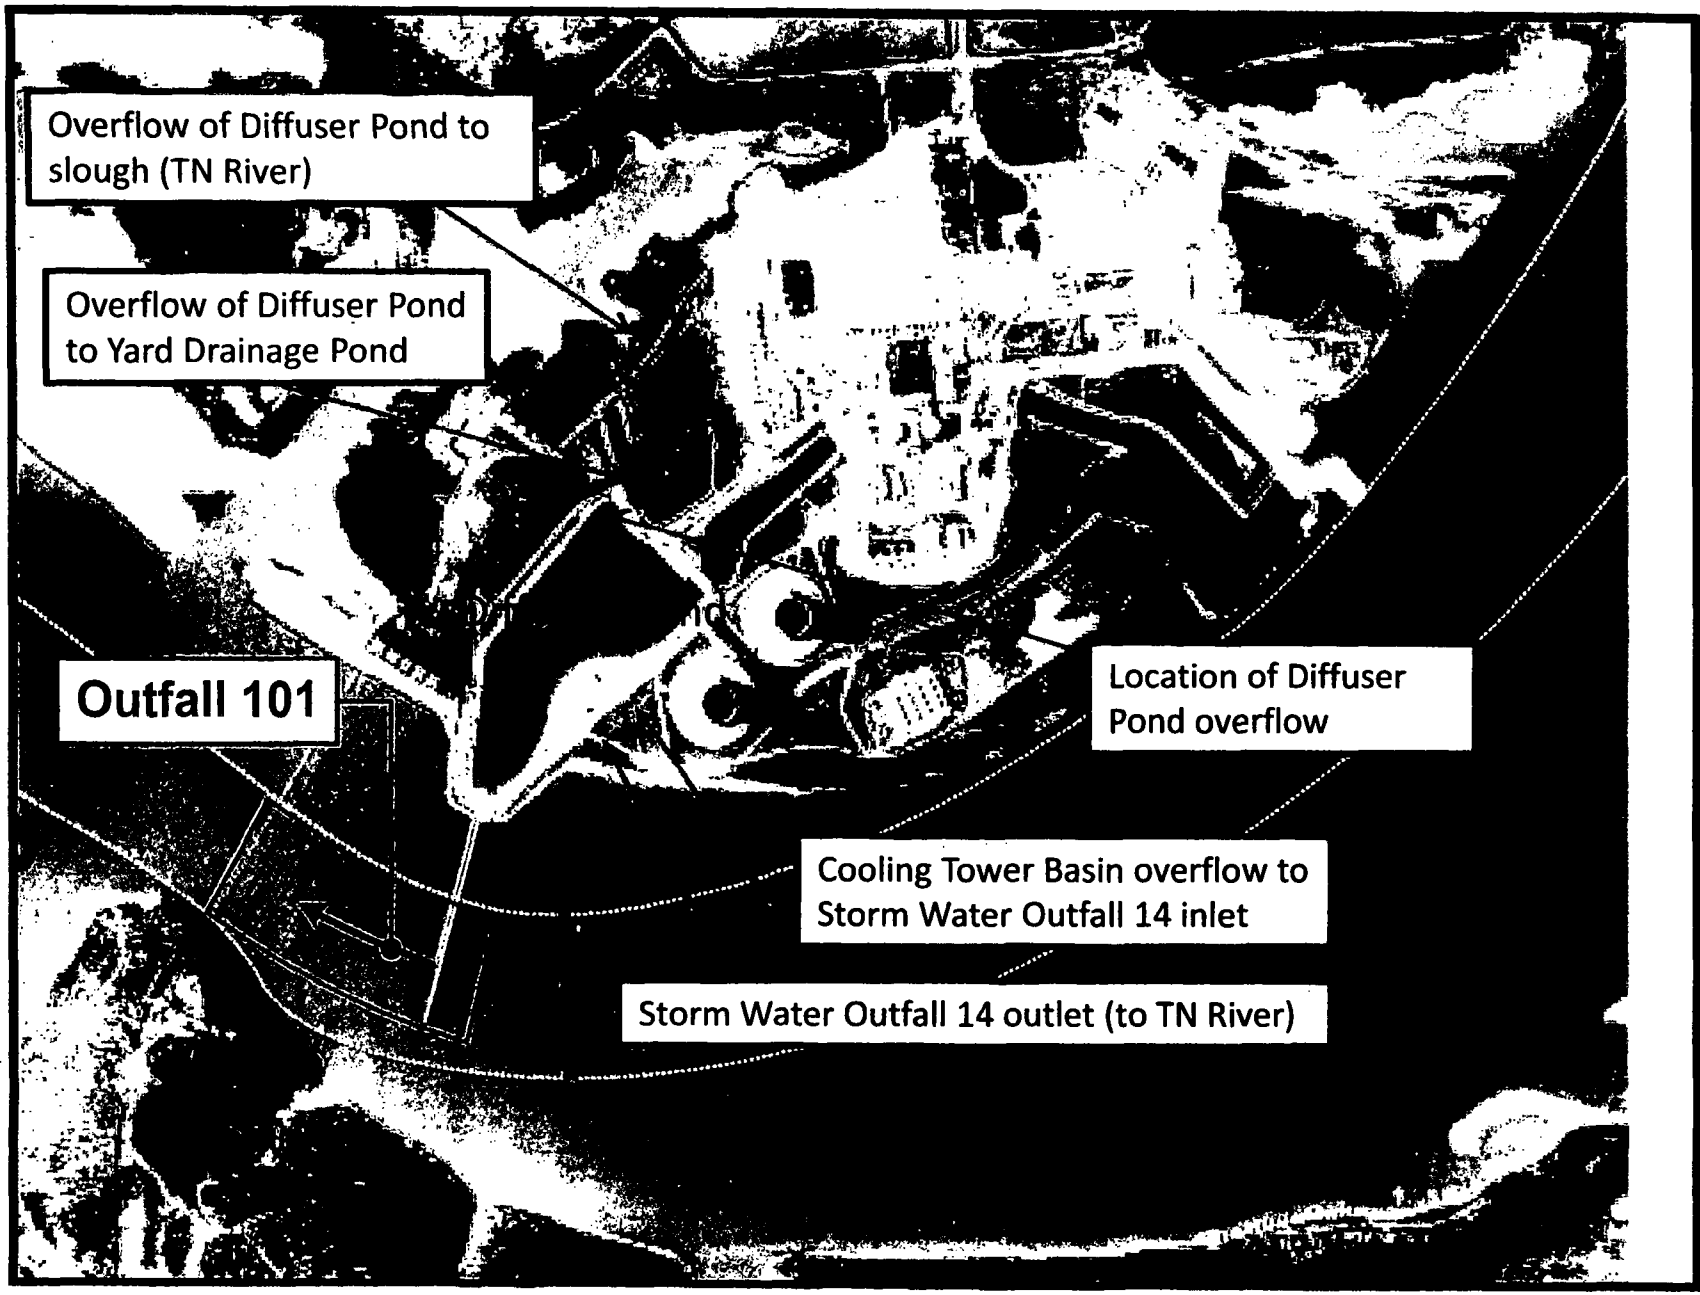 Overflow of Diffuser Pond to
slough (TN River)
Overflow of Diffuser Pond
to Yard Drainage Pond
Outfall 101
Location of Diffuser
Pond overflow
Cooling Tower Basin overflow to
Storm Water Outfall 14 inlet
Storm Water Outfall 14 outlet (to TN River)